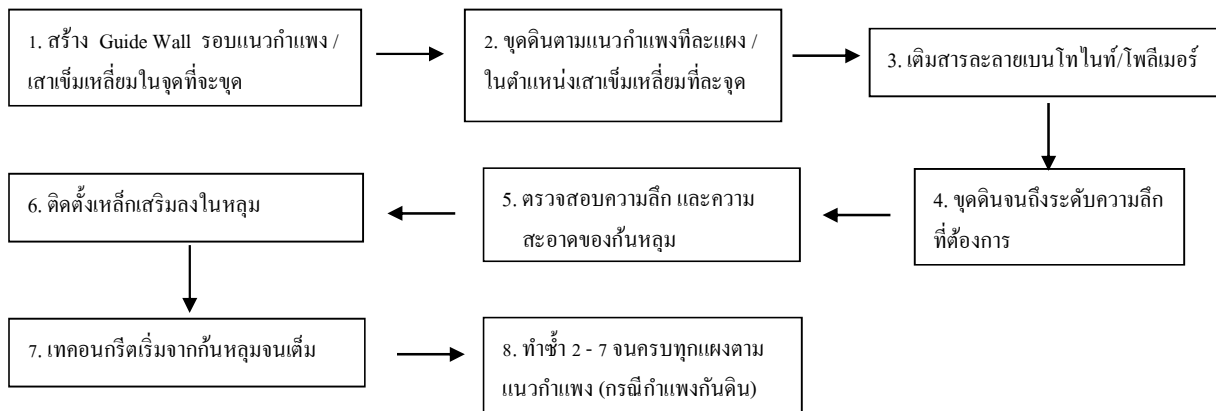 1. สร้าง Guide Wall รอบแนวกำแพง /
เสาเข็มเหลี่ยมในจุดที่จะขุด
2. ขุดดินตามแนวกำแพงทีละแผง /
ในตำแหน่งเสาเข็มเหลี่ยมทีละจุด
3. เติมสารละลายเบนโทไนท์/โพลีเมอร์
4. ขุดดินจนถึงระดับความลึก
ที่ต้องการ
5. ตรวจสอบความลึก และความ
สะอาดของก้นหลุม
6. ติดตั้งเหล็กเสริมลงในหลุม
7. เทคอนกรีตเริ่มจากก้นหลุมจนเต็ม
8. ทำซ้ำ 2 - 7 จนครบทุกแผงตาม
แนวกำแพง (กรณีกำแพงกันดิน)